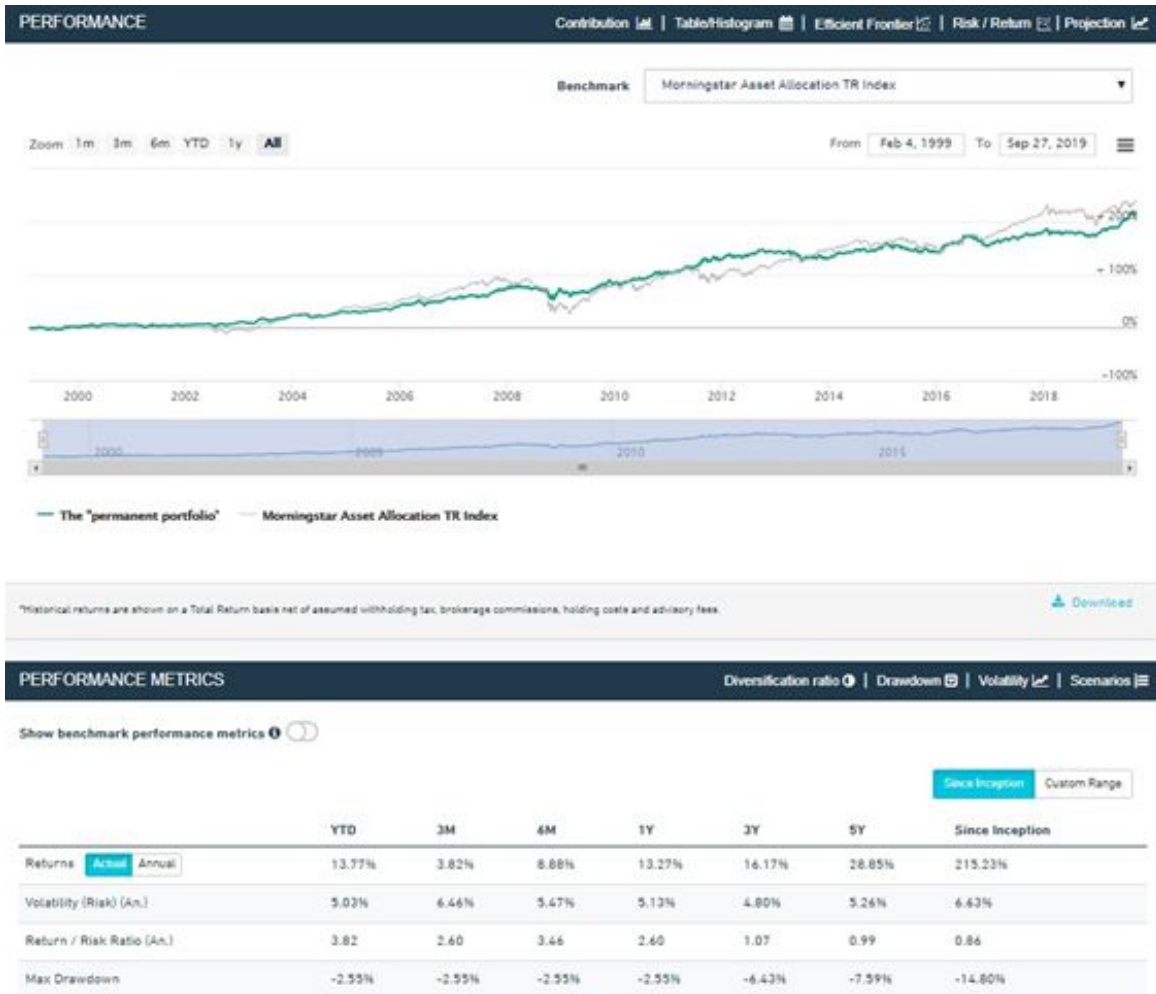 PERFORMANCE Contribution | Table/Histogram | Efficient Frontier | Risk / Return | Projection
Benchmark Morningstar Asset Allocation TR Index
Zoom 1m 3m 6m YTD 1y All From Feb 4, 1999 To Sep 27, 2019
+ 200%
+ 100%
0%
-100%
2000 2002 2004 2006 2008 2010 2012 2014 2016 2018
2000 2005 2010 2015
The "permanent portfolio" Morningstar Asset Allocation TR Index
*Historical returns are shown on a Total Return basis net of assumed withholding tax, brokerage commissions, holding costs and advisory fees. Download
PERFORMANCE METRICS Diversification ratio | Drawdown | Volatility | Scenarios
Show benchmark performance metrics
Since Inception Custom Range
YTD 3M 6M 1Y 3Y 5Y Since Inception
Returns Actual Annual 13.77% 3.82% 8.88% 13.27% 16.17% 28.85% 215.23%
Volatility (Risk) (An.) 5.03% 6.46% 5.47% 5.13% 4.80% 5.26% 6.63%
Return / Risk Ratio (An.) 3.82 2.60 3.46 2.60 1.07 0.99 0.86
Max Drawdown -2.55% -2.55% -2.55% -2.55% -6.43% -7.59% -14.80%